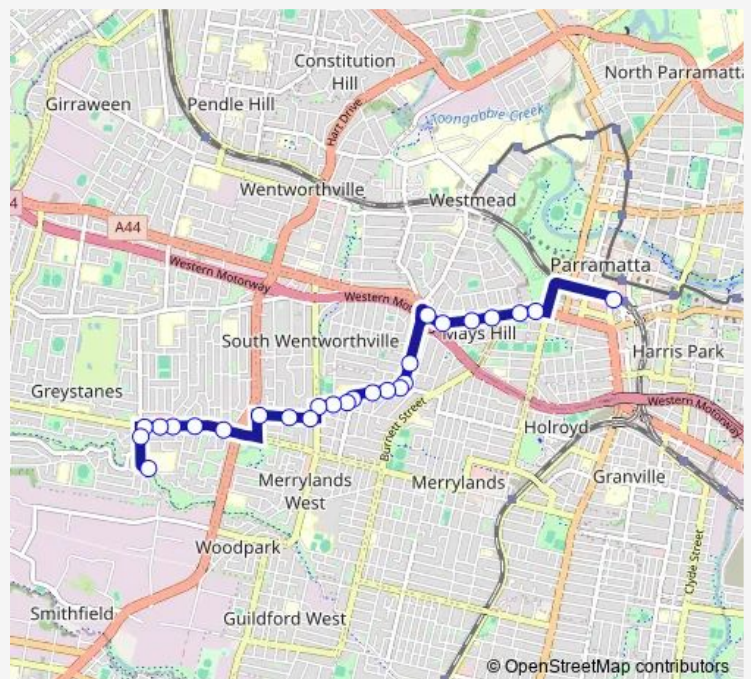 Constitution
Hill
North Parramatta
Girraween
Pendle Hill
Hart Drive
Toongabbie Creek
Wentworthville
Westmead
4
A44
Western Motorway
Parramatta
Western Mot
South Wentworthville
Mays Hill
Harris Park
Greystanes
Western Motorway
Burnett Street
Holroyd
Merrylands
West
Merrylands
Granville
Woodpark
Clyde Street
Smithfield
Guildford West
© OpenStreetMap contributors